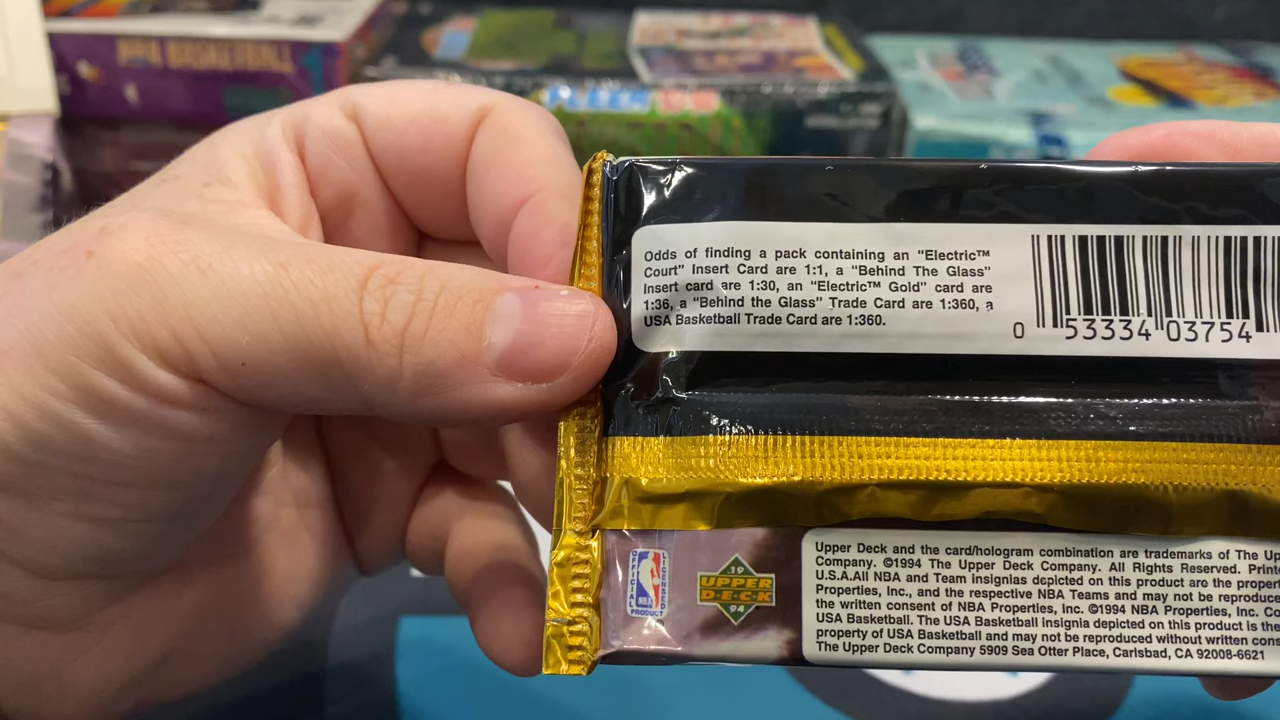 BASKETBALL
FLEER
Odds of finding a pack containing an “Electric™
Court” Insert Card are 1:1, a “Behind The Glass”
Insert card are 1:30, an “Electric™ Gold” card are
1:36, a “Behind the Glass” Trade Card are 1:360, a
USA Basketball Trade Card are 1:360.
0 53334 03754
OFFICIAL
LICENSED
NBA
PRODUCT
19
UPPER
D·E·C·K
94
Upper Deck and the card/hologram combination are trademarks of The Up
Company. ©1994 The Upper Deck Company. All Rights Reserved. Printe
U.S.A.All NBA and Team insignias depicted on this product are the proper
Properties, Inc., and the respective NBA Teams and may not be reproduce
the written consent of NBA Properties, Inc. ©1994 NBA Properties, Inc. Co
USA Basketball. The USA Basketball insignia depicted on this product is the
property of USA Basketball and may not be reproduced without written cons
The Upper Deck Company 5909 Sea Otter Place, Carlsbad, CA 92008-6621